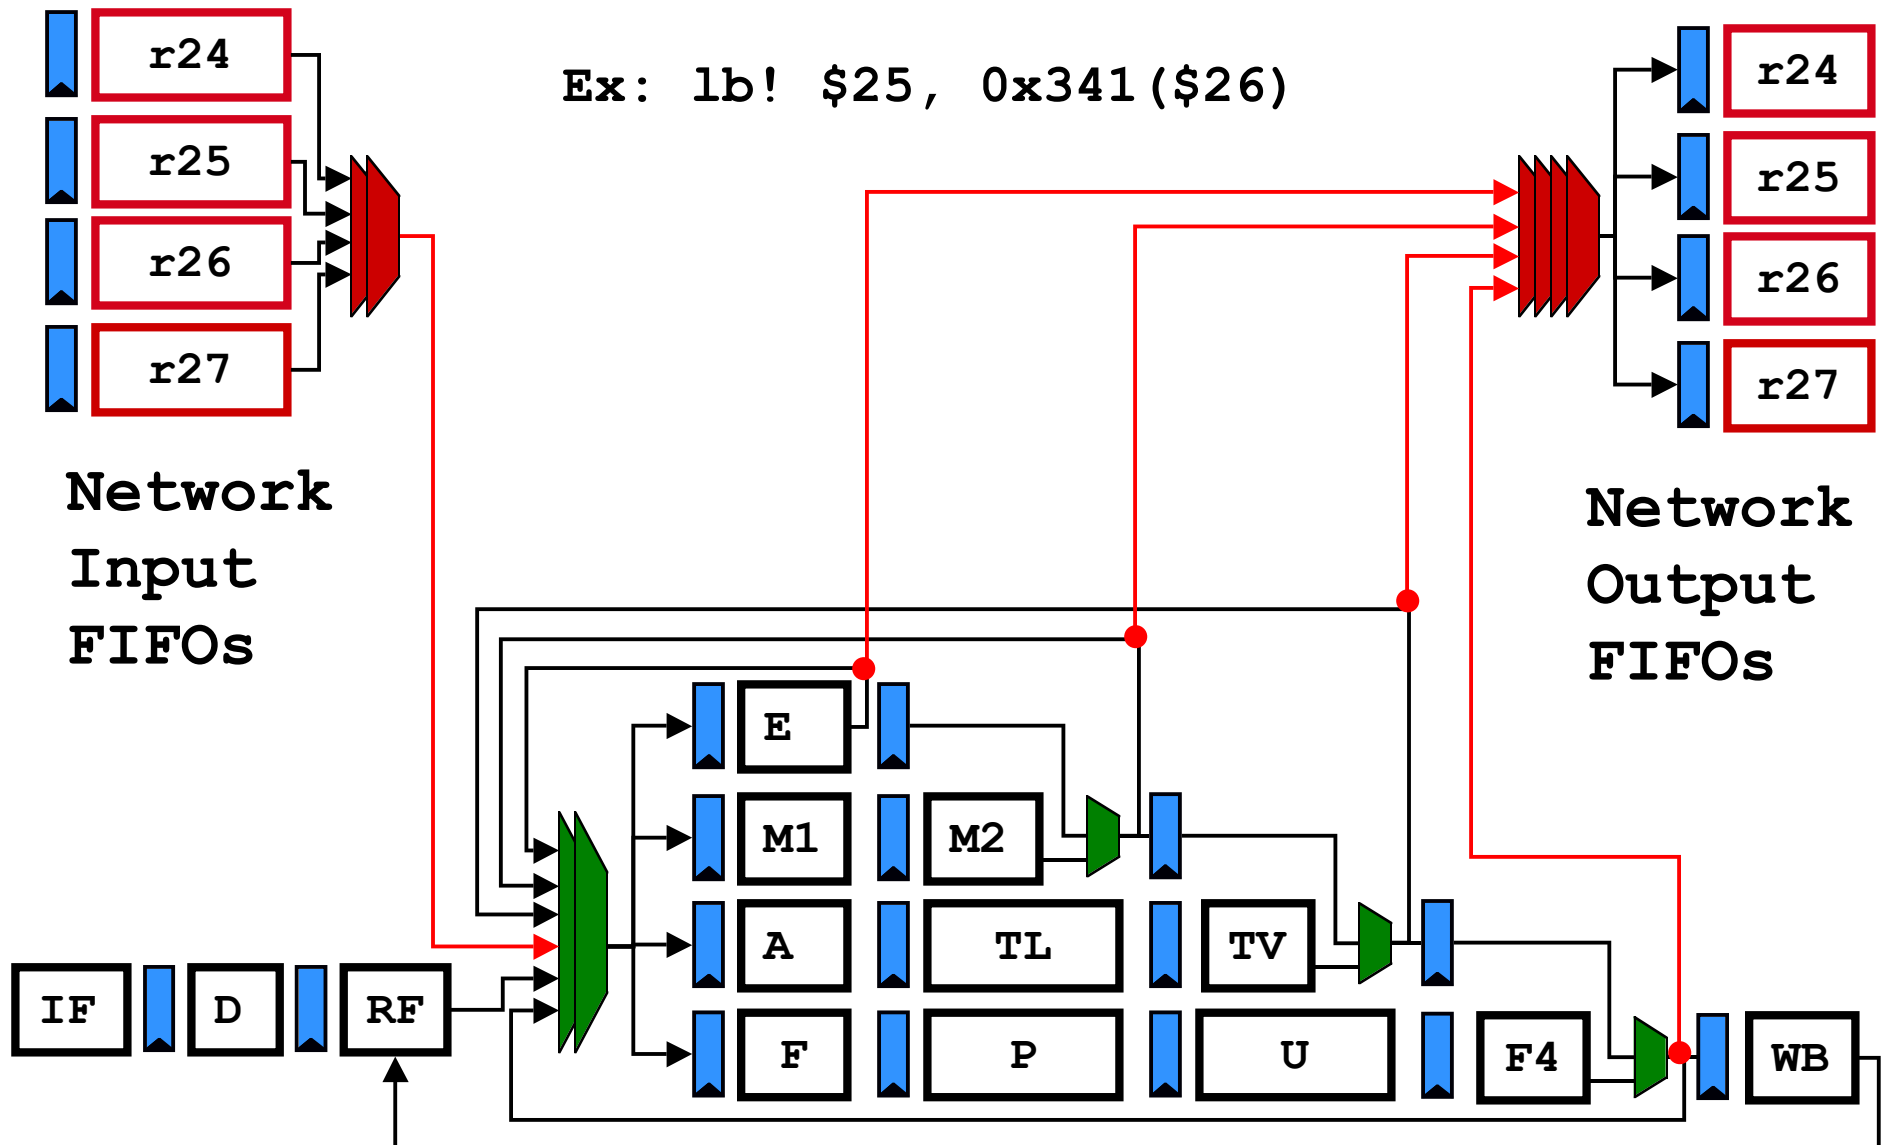 r24
r25
r26
r27
Network
Input
FIFOs
Ex: lb! $25, 0x341($26)
r24
r25
r26
r27
Network
Output
FIFOs
E
M1 M2
A TL TV
IF D RF F P U F4 WB